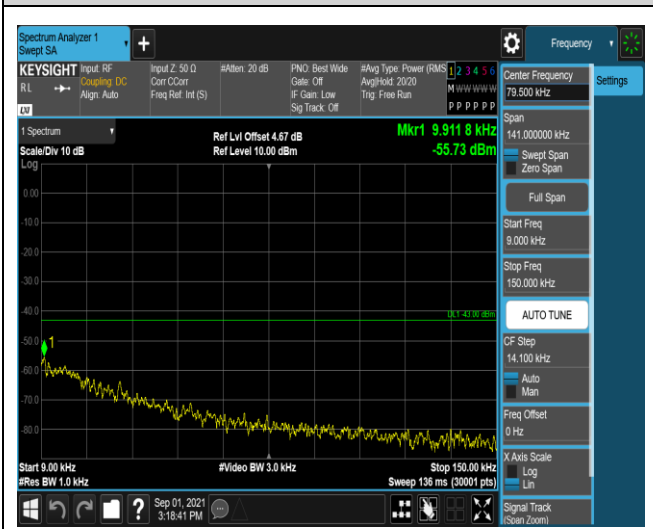 Spectrum Analyzer 1
Swept SA
+
Frequency
KEYSIGHT
RL
LXI
Input: RF
Coupling: DC
Align: Auto
Input Z: 50 Ω
Corr CCorr
Freq Ref: Int (S)
#Atten: 20 dB
PNO: Best Wide
Gate: Off
IF Gain: Low
Sig Track: Off
#Avg Type: Power (RMS
Avg|Hold: 20/20
Trig: Free Run
1 2 3 4 5 6
M W W W W W
P P P P P P
1 Spectrum
Scale/Div 10 dB
Log
Ref Lvl Offset 4.67 dB
Ref Level 10.00 dBm
Mkr1 9.911 8 kHz
-55.73 dBm
0.00
-10.0
-20.0
-30.0
-40.0
-50.0
-60.0
-70.0
-80.0
DL1 -43.00 dBm
1
Start 9.00 kHz
#Res BW 1.0 kHz
#Video BW 3.0 kHz
Stop 150.00 kHz
Sweep 136 ms (30001 pts)
Sep 01, 2021
3:18:41 PM
Center Frequency
79.500 kHz
Settings
Span
141.000000 kHz
Swept Span
Zero Span
Full Span
Start Freq
9.000 kHz
Stop Freq
150.000 kHz
AUTO TUNE
CF Step
14.100 kHz
Auto
Man
Freq Offset
0 Hz
X Axis Scale
Log
Lin
Signal Track
(Span Zoom)